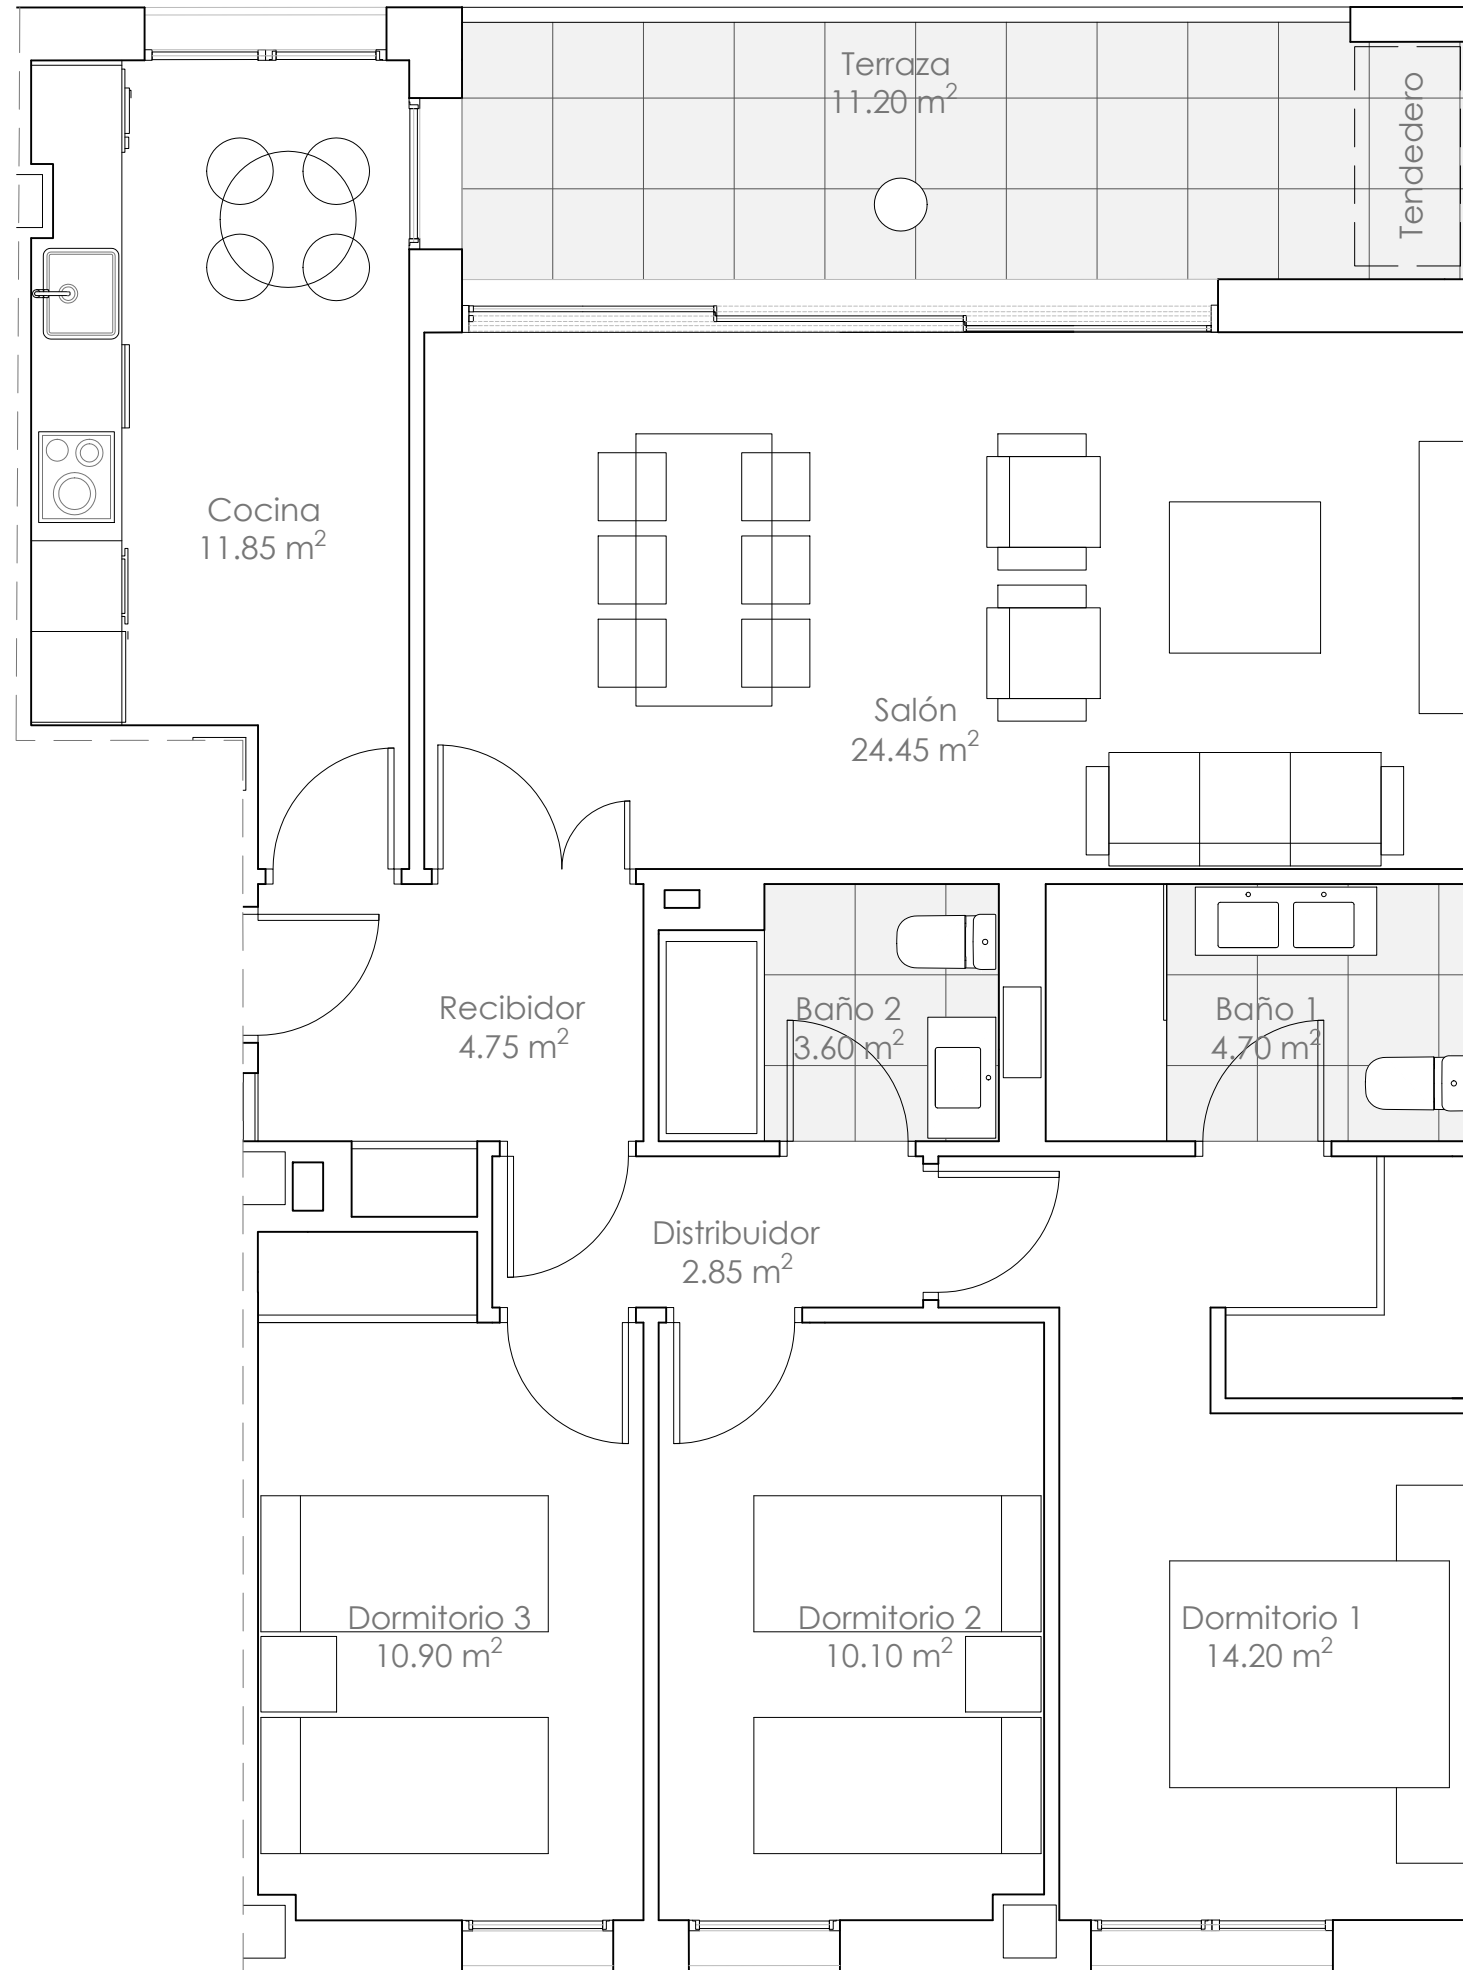 Terraza
11.20 m²
Tendedero
Cocina
11.85 m²
Salón
24.45 m²
Recibidor
4.75 m²
Baño 2
3.60 m²
Baño 1
4.70 m²
Distribuidor
2.85 m²
Dormitorio 3
10.90 m²
Dormitorio 2
10.10 m²
Dormitorio 1
14.20 m²